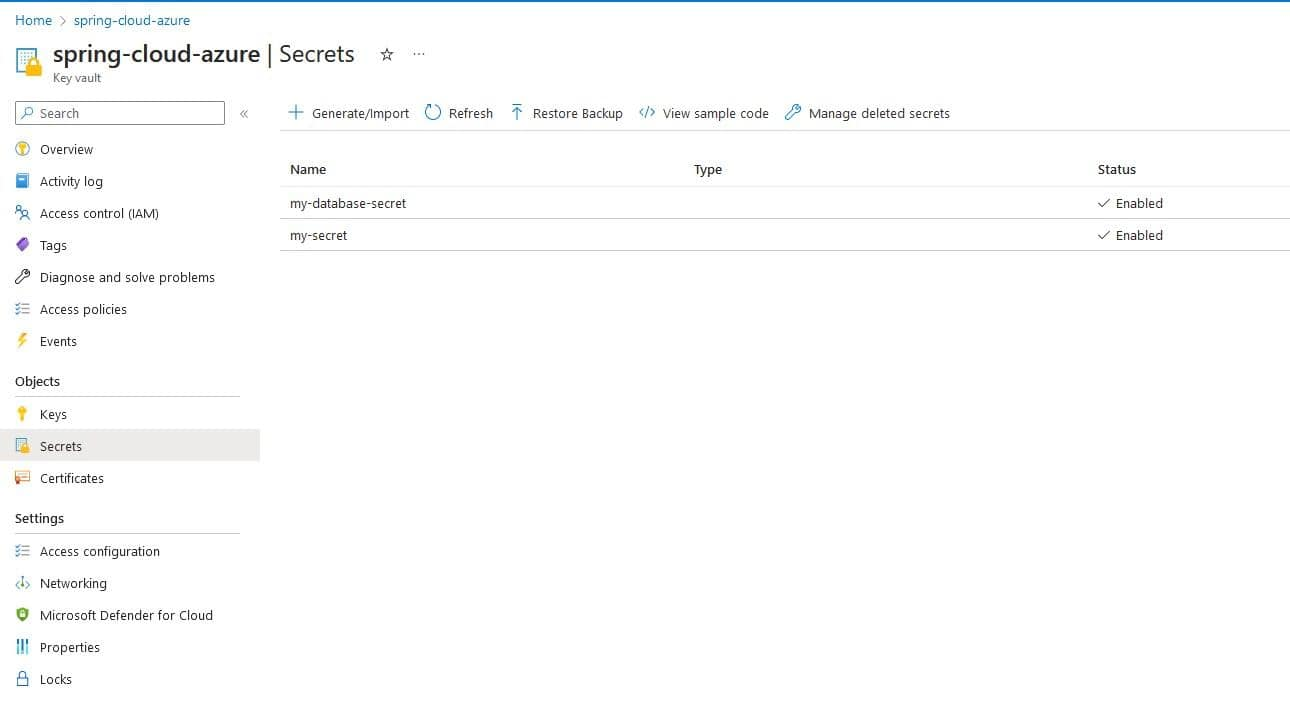 Home > spring-cloud-azure
spring-cloud-azure | Secrets ☆ ···
Key vault
Search «
Generate/Import Refresh Restore Backup View sample code Manage deleted secrets
Name Type Status
my-database-secret Enabled
my-secret Enabled
Overview
Activity log
Access control (IAM)
Tags
Diagnose and solve problems
Access policies
Events
Objects
Keys
Secrets
Certificates
Settings
Access configuration
Networking
Microsoft Defender for Cloud
Properties
Locks